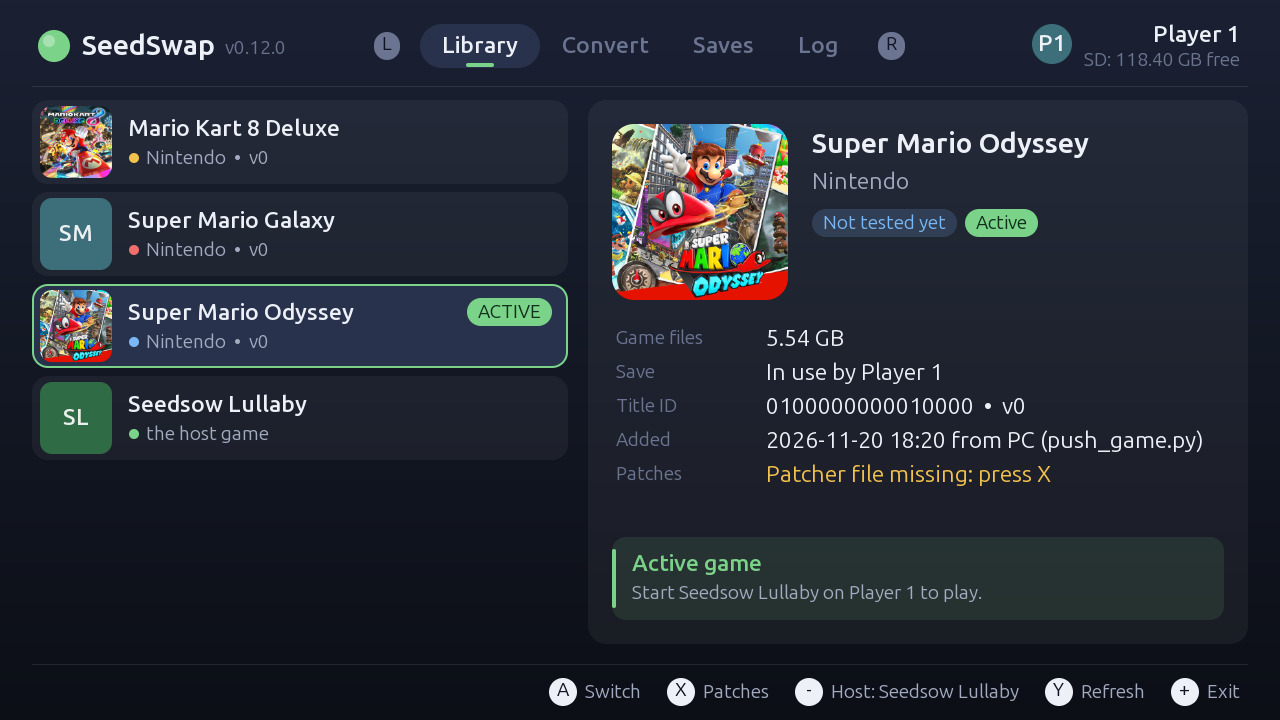 SeedSwap v0.12.0
L Library Convert Saves Log R
P1 Player 1
SD: 118.40 GB free
Mario Kart 8 Deluxe
Nintendo • v0
SM Super Mario Galaxy
Nintendo • v0
Super Mario Odyssey ACTIVE
Nintendo • v0
SL Seedsow Lullaby
the host game
SUPER
MARIO
ODYSSEY
Super Mario Odyssey
Nintendo
Not tested yet Active
Game files 5.54 GB
Save In use by Player 1
Title ID 0100000000010000 • v0
Added 2026-11-20 18:20 from PC (push_game.py)
Patches Patcher file missing: press X
Active game
Start Seedsow Lullaby on Player 1 to play.
A Switch X Patches - Host: Seedsow Lullaby Y Refresh + Exit